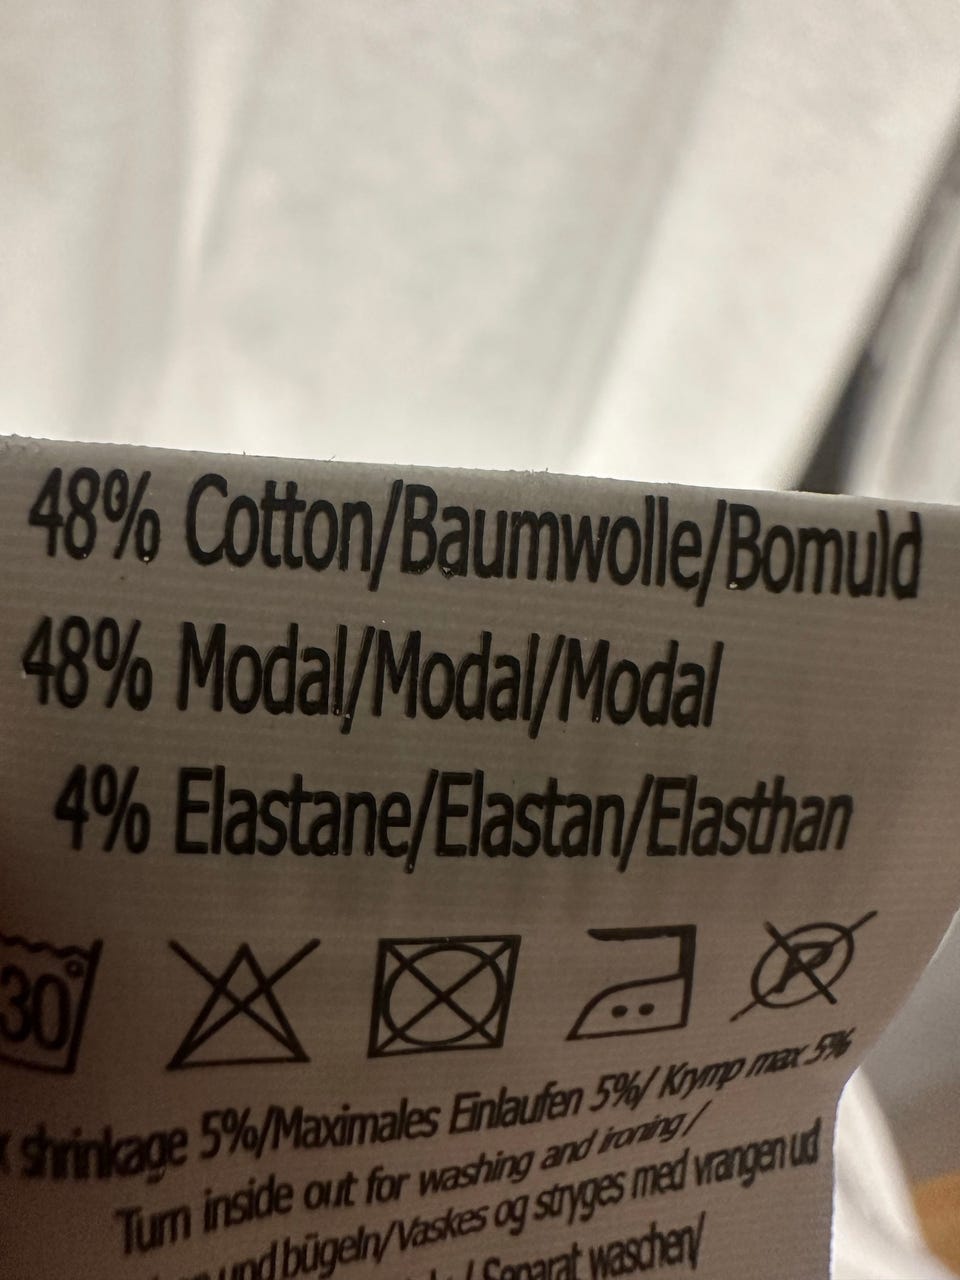 48% Cotton/Baumwolle/Bomuld
48% Modal/Modal/Modal
4% Elastane/Elastan/Elasthan
30° P
shrinkage 5%/Maximales Einlaufen 5%/ Krymp max 5%
Turn inside out for washing and ironing/
und bügeln/Vaskes og stryges med vrangen ud
/ Separat waschen/